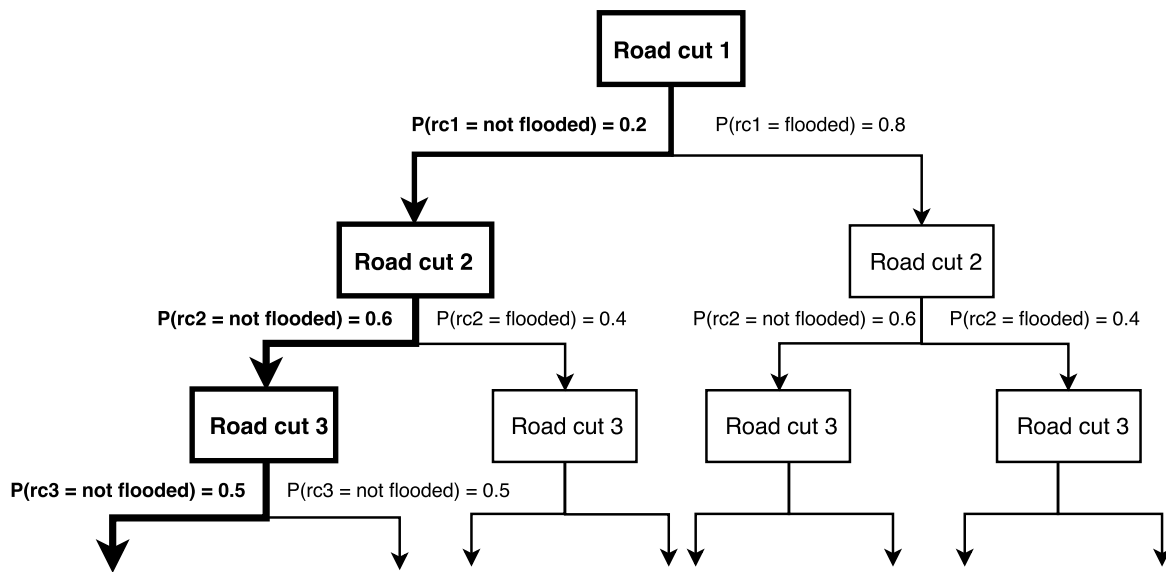 Road cut 1
P(rc1 = not flooded) = 0.2
P(rc1 = flooded) = 0.8
Road cut 2
Road cut 2
P(rc2 = not flooded) = 0.6
P(rc2 = flooded) = 0.4
P(rc2 = not flooded) = 0.6
P(rc2 = flooded) = 0.4
Road cut 3
Road cut 3
Road cut 3
Road cut 3
P(rc3 = not flooded) = 0.5
P(rc3 = not flooded) = 0.5